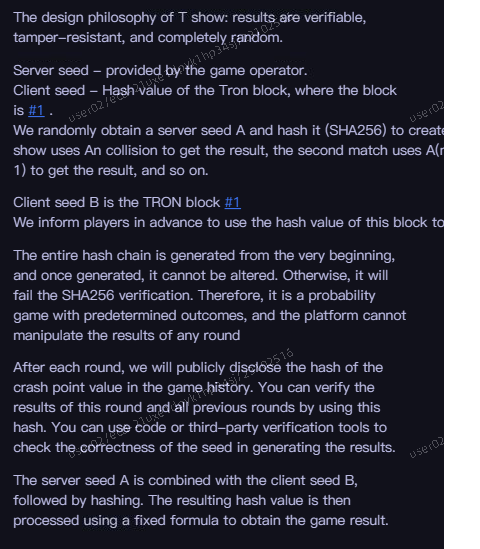 The design philosophy of T show: results are verifiable,
tamper-resistant, and completely random.
Server seed - provided by the game operator.
Client seed - Hash value of the Tron block, where the block
is #1 .
We randomly obtain a server seed A and hash it (SHA256) to create
show uses An collision to get the result, the second match uses A(n
1) to get the result, and so on.
Client seed B is the TRON block #1
We inform players in advance to use the hash value of this block to
The entire hash chain is generated from the very beginning,
and once generated, it cannot be altered. Otherwise, it will
fail the SHA256 verification. Therefore, it is a probability
game with predetermined outcomes, and the platform cannot
manipulate the results of any round
After each round, we will publicly disclose the hash of the
crash point value in the game history. You can verify the
results of this round and all previous rounds by using this
hash. You can use code or third-party verification tools to
check the correctness of the seed in generating the results.
The server seed A is combined with the client seed B,
followed by hashing. The resulting hash value is then
processed using a fixed formula to obtain the game result.